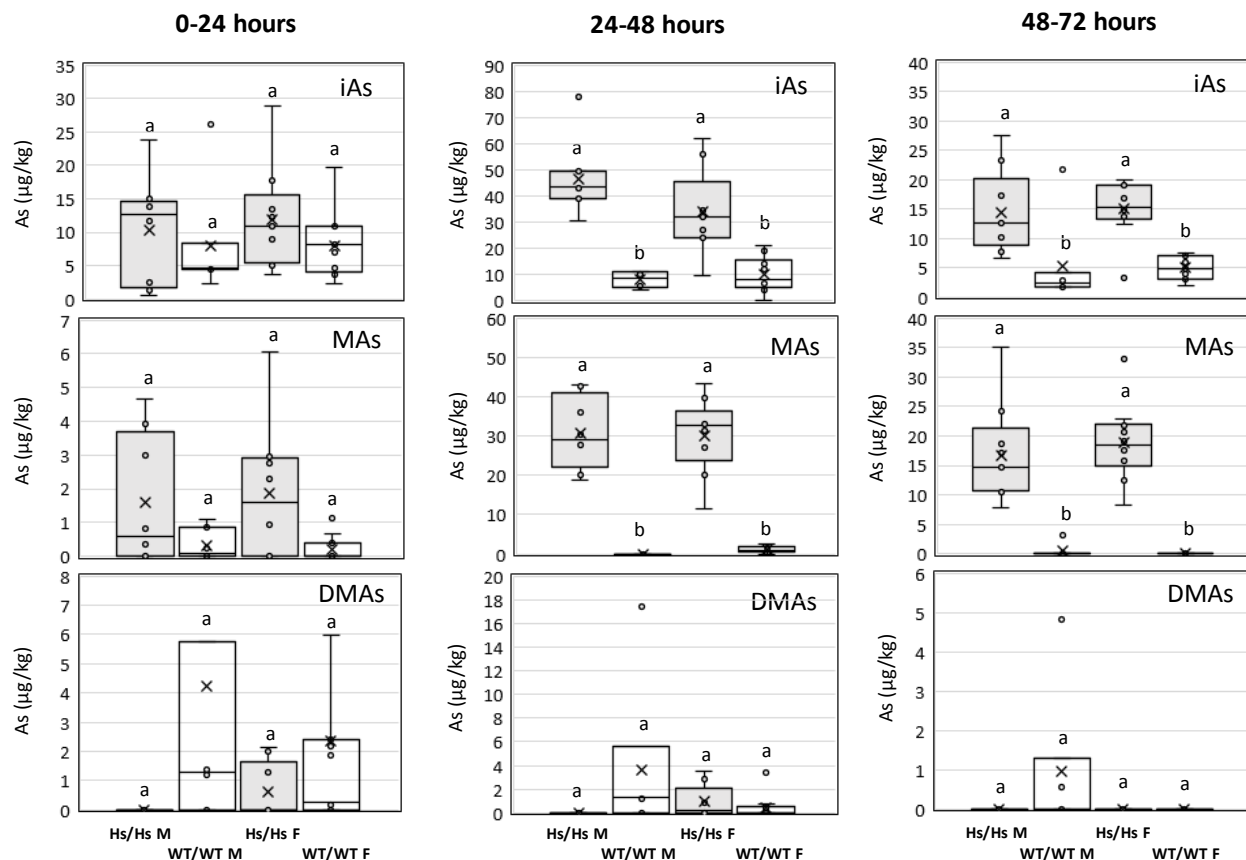 0-24 hours
24-48 hours
48-72 hours
35
30
25
20
15
10
5
0
As (µg/kg)
iAs
a
a
a
a
90
80
70
60
50
40
30
20
10
0
As (µg/kg)
iAs
a
b
a
b
40
35
30
25
20
15
10
5
0
As (µg/kg)
iAs
a
b
a
b
7
6
5
4
3
2
1
0
As (µg/kg)
MAs
a
a
a
a
60
50
40
30
20
10
0
As (µg/kg)
MAs
a
b
a
b
40
35
30
25
20
15
10
5
0
As (µg/kg)
MAs
a
b
a
b
8
7
6
5
4
3
2
1
0
As (µg/kg)
DMAs
a
a
a
a
20
18
16
14
12
10
8
6
4
2
0
As (µg/kg)
DMAs
a
a
a
a
6
5
4
3
2
1
0
As (µg/kg)
DMAs
a
a
a
a
Hs/Hs M
WT/WT M
Hs/Hs F
WT/WT F
Hs/Hs M
WT/WT M
Hs/Hs F
WT/WT F
Hs/Hs M
WT/WT M
Hs/Hs F
WT/WT F